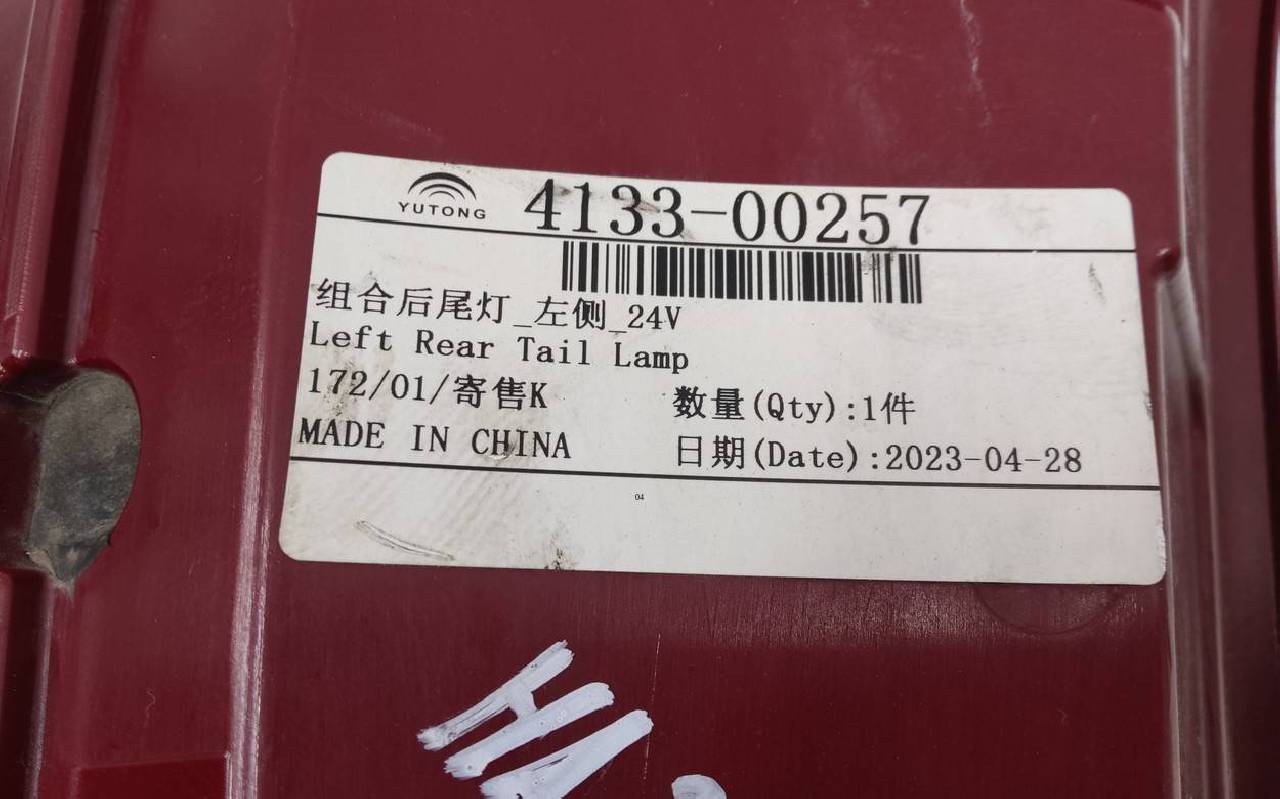 YUTONG 4133-00257
组合后尾灯_左侧_24V
Left Rear Tail Lamp
172/01/寄售K 数量(Qty):1件
MADE IN CHINA 日期(Date):2023-04-28
04